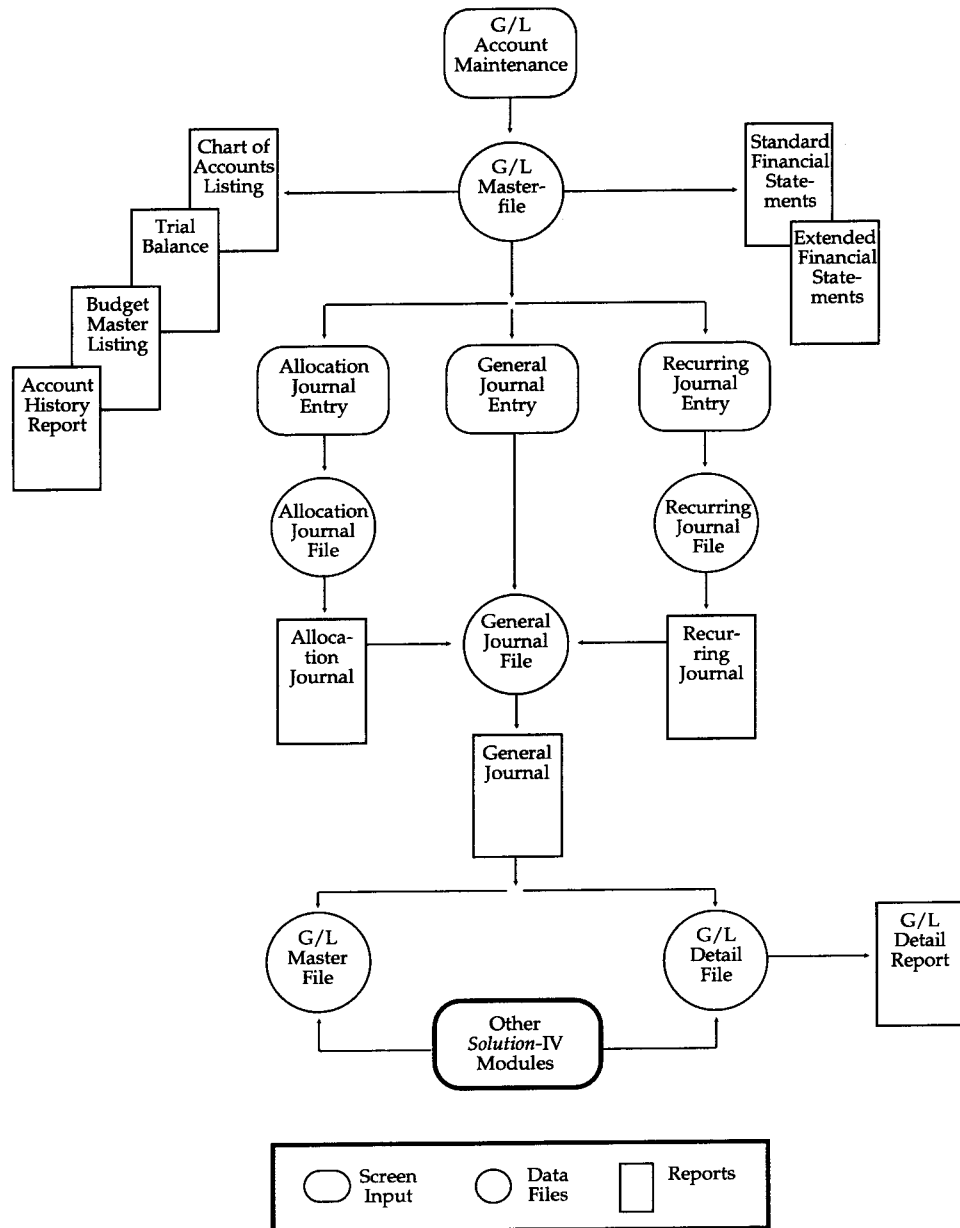 G/L
Account
Maintenance
Chart of
Accounts
Listing
G/L
Master-
file
Standard
Financial
State-
ments
Trial
Balance
Extended
Financial
State-
ments
Budget
Master
Listing
Account
History
Report
Allocation
Journal
Entry
General
Journal
Entry
Recurring
Journal
Entry
Allocation
Journal
File
Recurring
Journal
File
Alloca-
tion
Journal
General
Journal
File
Recur-
ring
Journal
General
Journal
G/L
Master
File
G/L
Detail
File
G/L
Detail
Report
Other
Solution-IV
Modules
Screen
Input
Data
Files
Reports